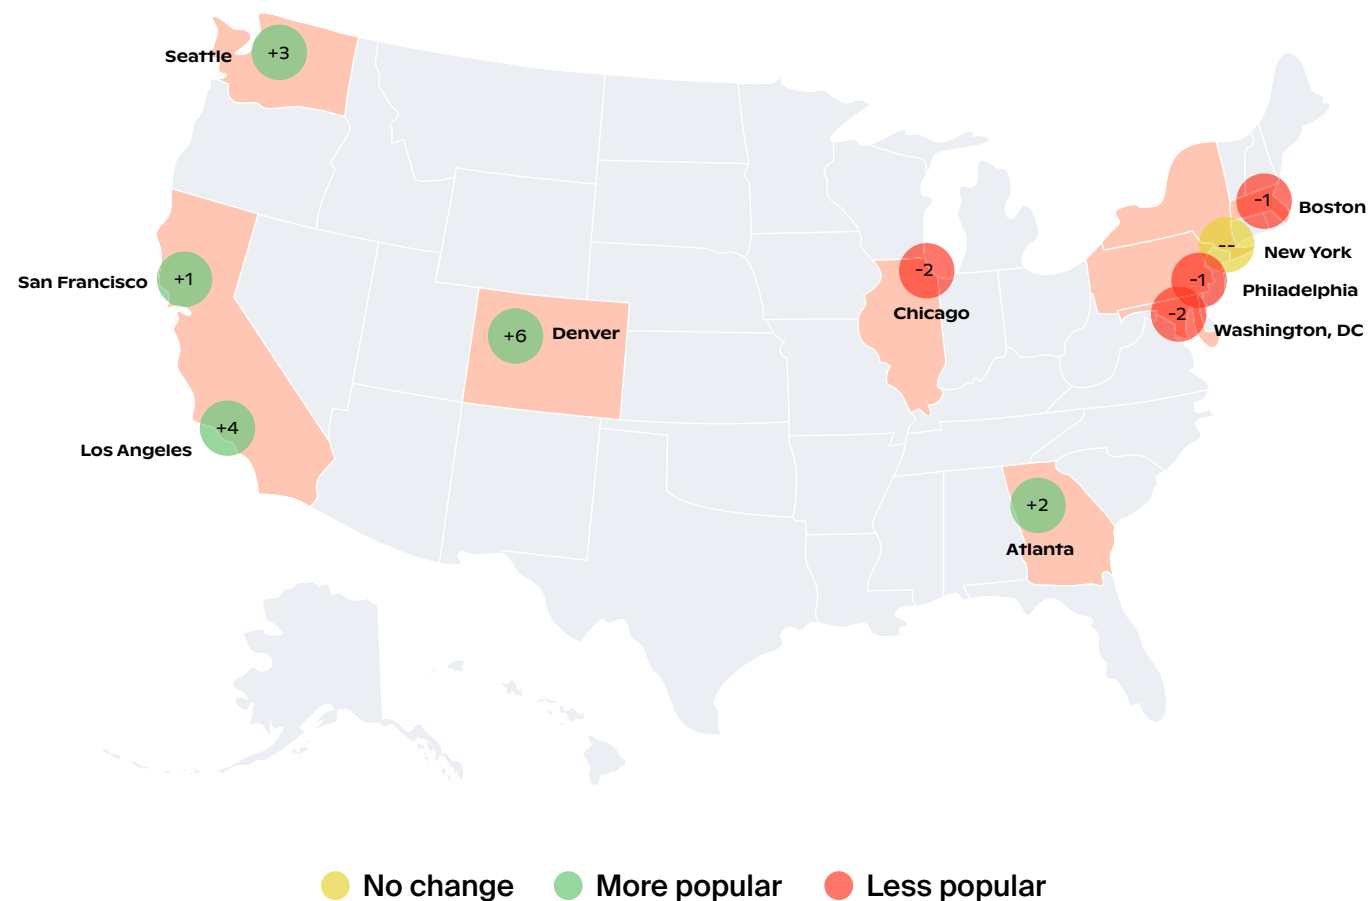 Seattle
+3
-1
Boston
--
New York
San Francisco
+1
-2
Chicago
-1
Philadelphia
-2
Washington, DC
+6
Denver
+4
Los Angeles
+2
Atlanta
No change
More popular
Less popular